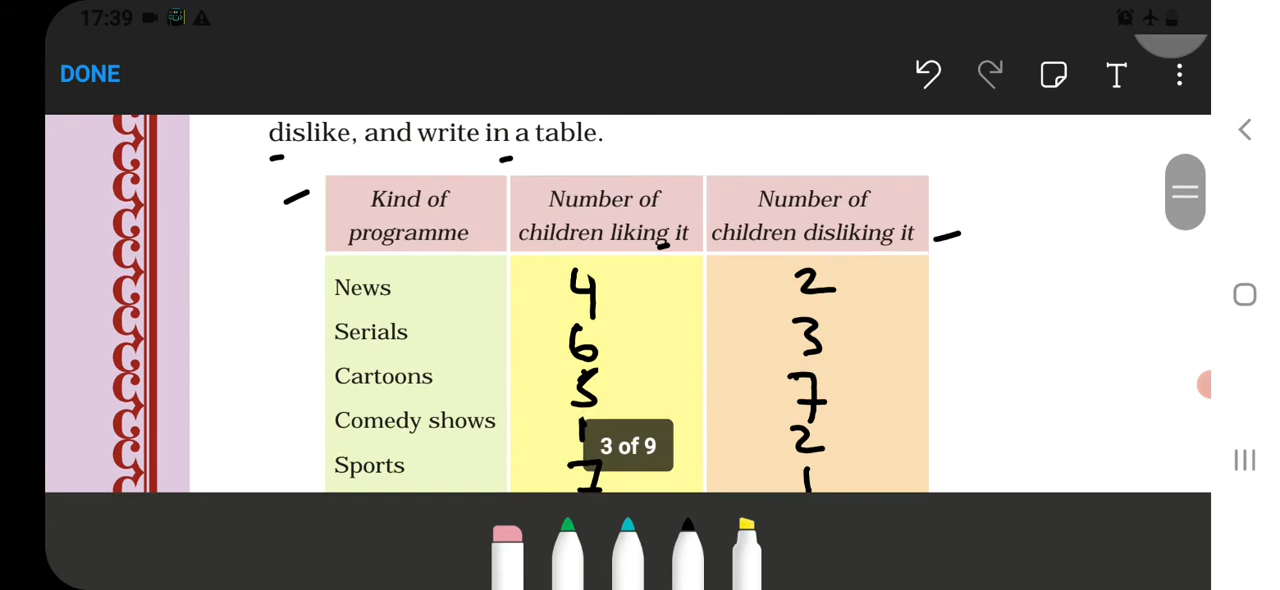 17:39
DONE
T
dislike, and write in a table.
Kind of programme
Number of children liking it
Number of children disliking it
News 4 2
Serials 6 3
Cartoons 5 7
Comedy shows 2
3 of 9
Sports 7 1